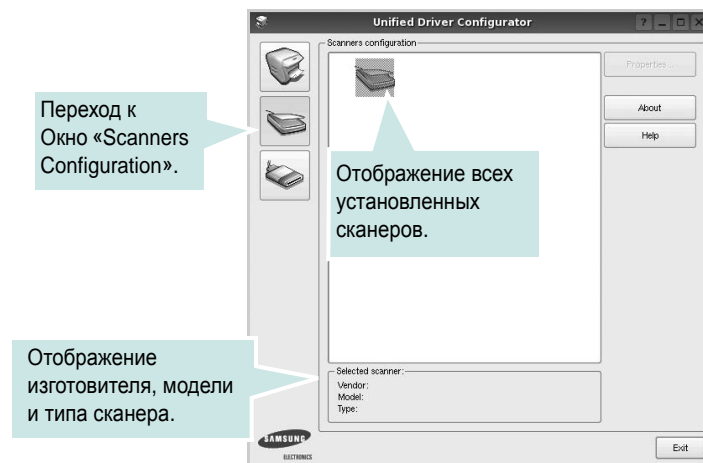 Unified Driver Configurator
Scanners configuration
Properties ...
About
Help
Переход к
Окно «Scanners
Configuration».
Отображение всех
установленных
сканеров.
Отображение
изготовителя, модели
и типа сканера.
Selected scanner:
Vendor:
Model:
Type:
SAMSUNG
ELECTRONICS
Exit